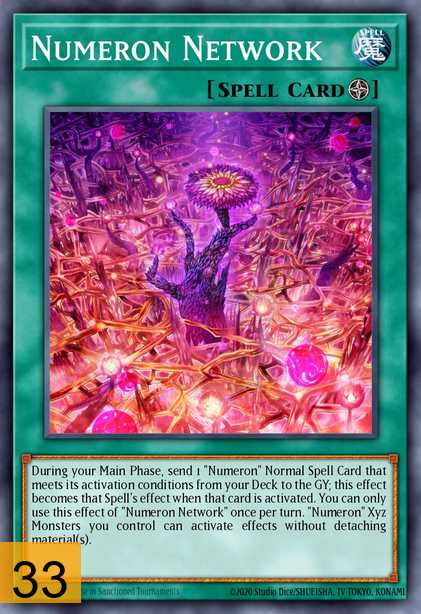 NUMERON NETWORK
SPELL
魔
[SPELL CARD]
During your Main Phase, send 1 "Numeron" Normal Spell Card that
meets its activation conditions from your Deck to the GY; this effect
becomes that Spell's effect when that card is activated. You can only
use this effect of "Numeron Network" once per turn. "Numeron" Xyz
Monsters you control can activate effects without detaching
material(s).
33
se in Sanctioned Tournaments
©2020 Studio Dice/SHUEISHA, TV TOKYO, KONAMI